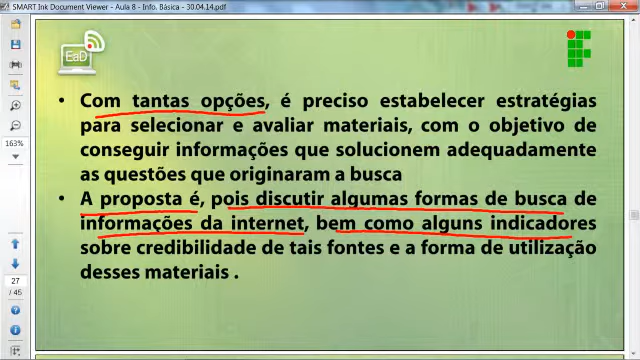 SMART Ink Document Viewer - Aula 8 - Info. Básica - 30.04.14.pdf
EaD
• Com tantas opções, é preciso estabelecer estratégias
para selecionar e avaliar materiais, com o objetivo de
conseguir informações que solucionem adequadamente
as questões que originaram a busca
• A proposta é, pois discutir algumas formas de busca de
informações da internet, bem como alguns indicadores
sobre credibilidade de tais fontes e a forma de utilização
desses materiais .
163%
27
/ 45